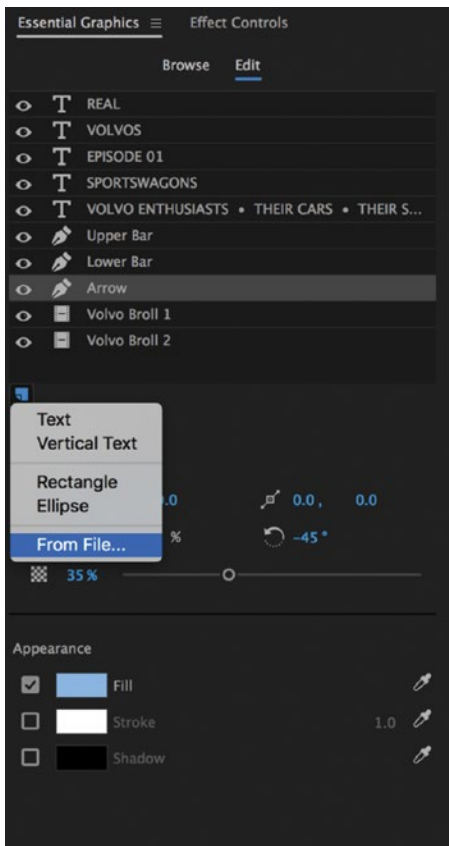 Essential Graphics Effect Controls
Browse Edit
T REAL
T VOLVOS
T EPISODE 01
T SPORTSWAGONS
T VOLVO ENTHUSIASTS • THEIR CARS • THEIR S...
Upper Bar
Lower Bar
Arrow
Volvo Broll 1
Volvo Broll 2
Text
Vertical Text
Rectangle
Ellipse
.0 0.0 , 0.0
From File...
% -45°
35 %
Appearance
Fill
Stroke 1.0
Shadow